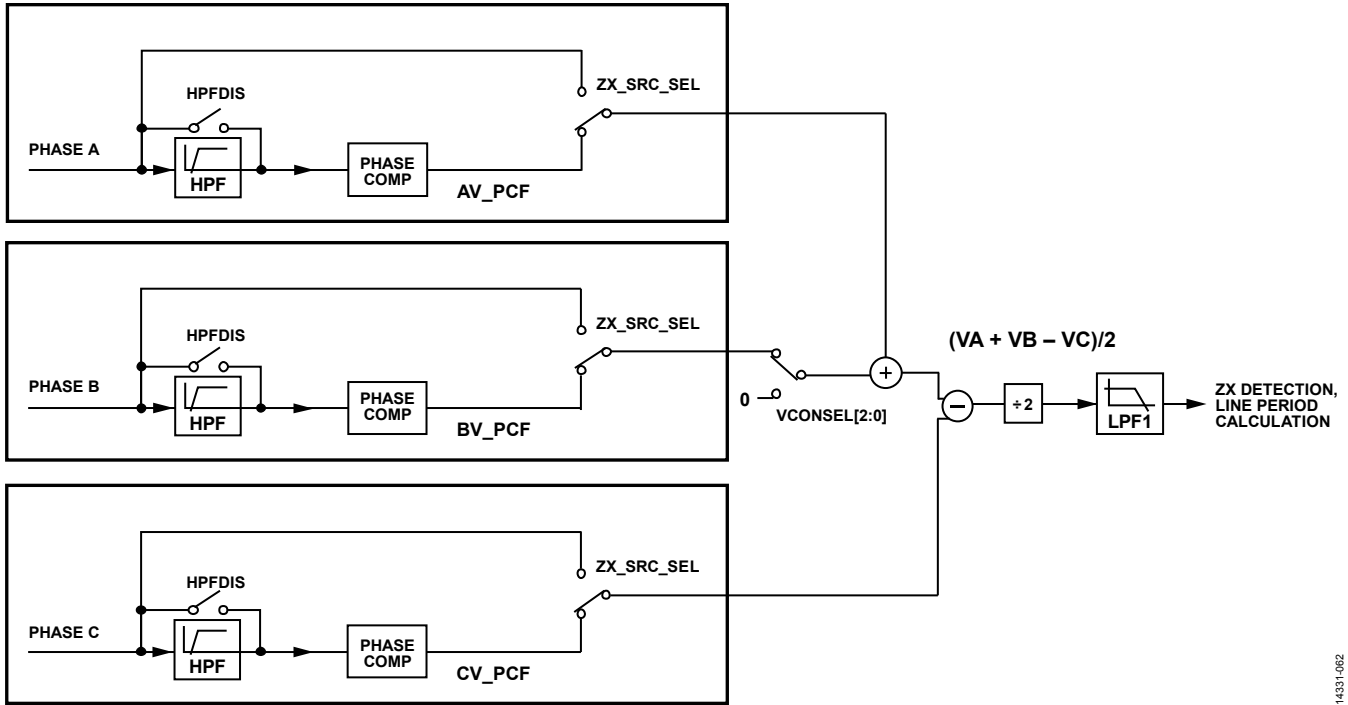 ZX_SRC_SEL
HPFDIS
PHASE A
HPF
PHASE
COMP
AV_PCF
ZX_SRC_SEL
HPFDIS
PHASE B
HPF
PHASE
COMP
BV_PCF
0
VCONSEL[2:0]
+
(VA + VB – VC)/2
–
÷2
LPF1
ZX DETECTION,
LINE PERIOD
CALCULATION
ZX_SRC_SEL
HPFDIS
PHASE C
HPF
PHASE
COMP
CV_PCF
14331-062